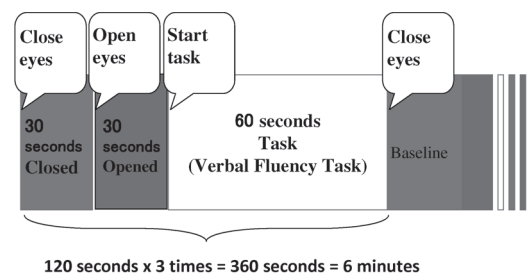 Close
eyes
Open
eyes
Start
task
Close
eyes
30
seconds
Closed
30
seconds
Opened
60 seconds
Task
(Verbal Fluency Task)
Baseline
120 seconds x 3 times = 360 seconds = 6 minutes